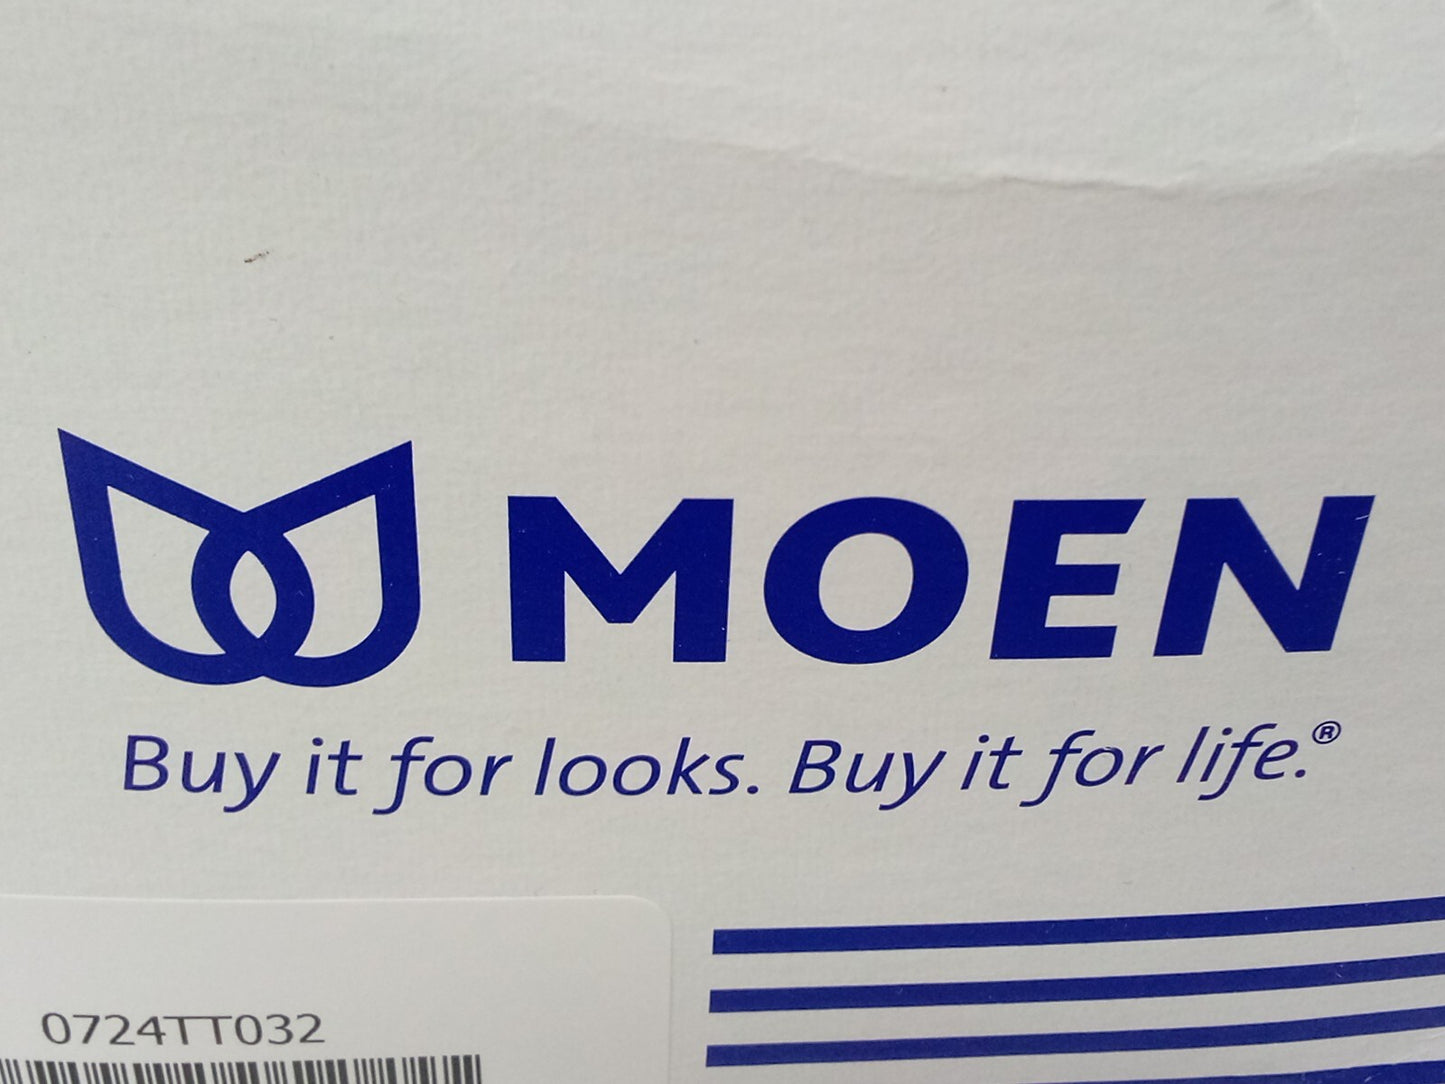 MOEN
Buy it for looks. Buy it for life.®
0724TT032